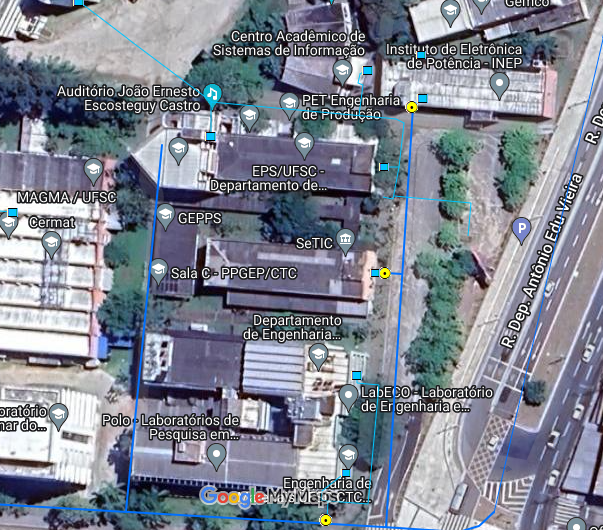 Gemco
Centro Acadêmico de
Sistemas de Informação
Instituto de Eletrônica
de Potência - INEP
Auditório João Ernesto
Escosteguy Castro
PET Engenharia
de Produção
R. De
EPS/UFSC -
Departamento de...
MAGMA / UFSC
GEPPS
Cermat
SeTIC
P
R. Dep. Antônio Edu Vieira
Sala C - PPGEP/CTC
Departamento
de Engenharia...
LabECO - Laboratório
de Engenharia e...
oratório
nar do...
Polo - Laboratórios de
Pesquisa em...
Engenharia de
CTC...
Google My Maps